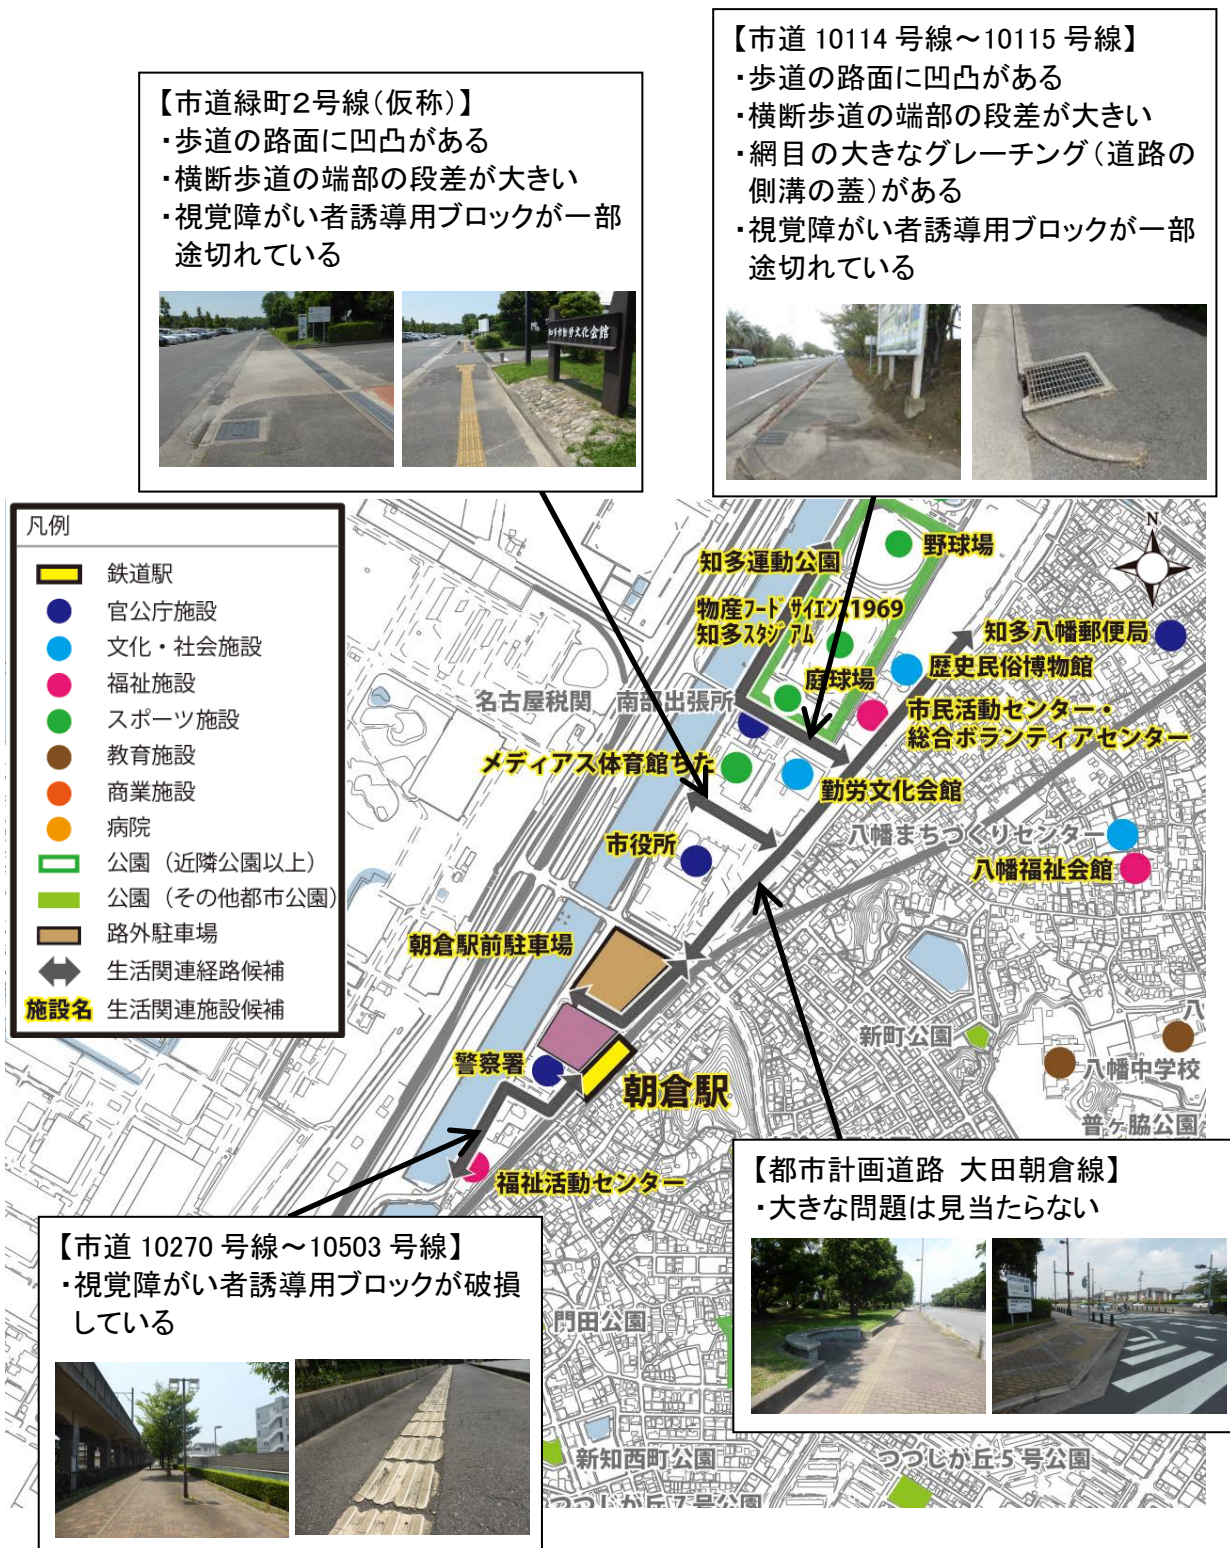 【市道 10114 号線～10115 号線】
・歩道の路面に凹凸がある
・横断歩道の端部の段差が大きい
・網目の大きなグレーチング（道路の
側溝の蓋）がある
・視覚障がい者誘導用ブロックが一部
途切れている
【市道緑町２号線（仮称）】
・歩道の路面に凹凸がある
・横断歩道の端部の段差が大きい
・視覚障がい者誘導用ブロックが一部
途切れている
知多市勤労文化会館
凡例
鉄道駅
官公庁施設
文化・社会施設
福祉施設
スポーツ施設
教育施設
商業施設
病院
公園（近隣公園以上）
公園（その他都市公園）
路外駐車場
生活関連経路候補
施設名 生活関連施設候補
N
野球場
知多運動公園
物産フードサイエンス1969
知多スタジアム
知多八幡郵便局
歴史民俗博物館
庭球場
名古屋税関 南部出張所
市民活動センター・
総合ボランティアセンター
メディアス体育館ちた
勤労文化会館
八幡まちづくりセンター
市役所
八幡福祉会館
朝倉駅前駐車場
新町公園
八
八幡中学校
警察署
朝倉駅
普ヶ脇公園
福祉活動センター
【都市計画道路 大田朝倉線】
・大きな問題は見当たらない
【市道 10270 号線～10503 号線】
・視覚障がい者誘導用ブロックが破損
している
門田公園
新知西町公園
つつじが丘５号公園
つつじが丘７号公園